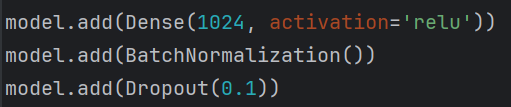 model.add(Dense(1024, activation='relu'))
model.add(BatchNormalization())
model.add(Dropout(0.1))